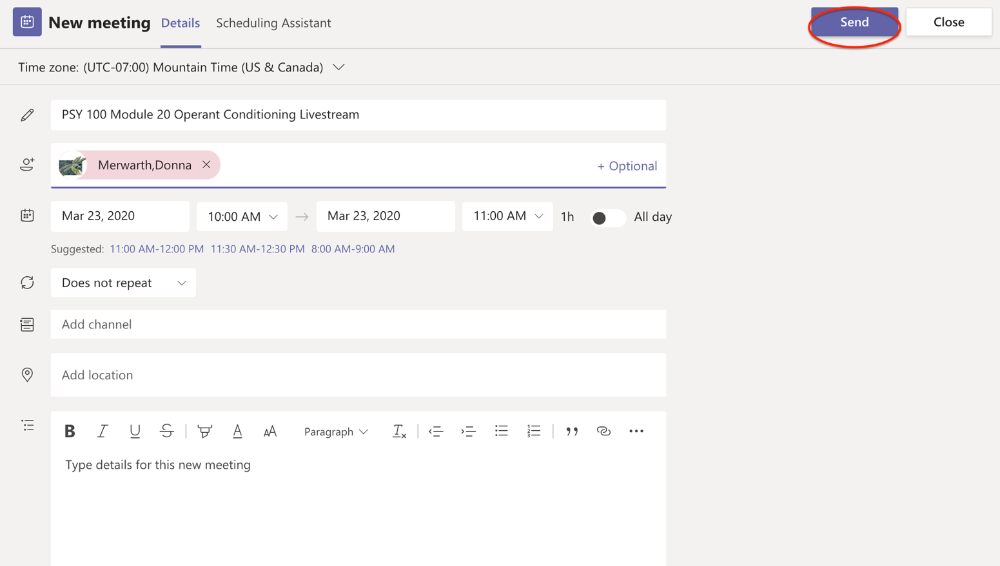 New meeting Details Scheduling Assistant Send Close
Time zone: (UTC-07:00) Mountain Time (US & Canada)
PSY 100 Module 20 Operant Conditioning Livestream
Merwarth,Donna + Optional
Mar 23, 2020 10:00 AM → Mar 23, 2020 11:00 AM 1h All day
Suggested: 11:00 AM-12:00 PM 11:30 AM-12:30 PM 8:00 AM-9:00 AM
Does not repeat
Add channel
Add location
B I U S A AA Paragraph
Type details for this new meeting